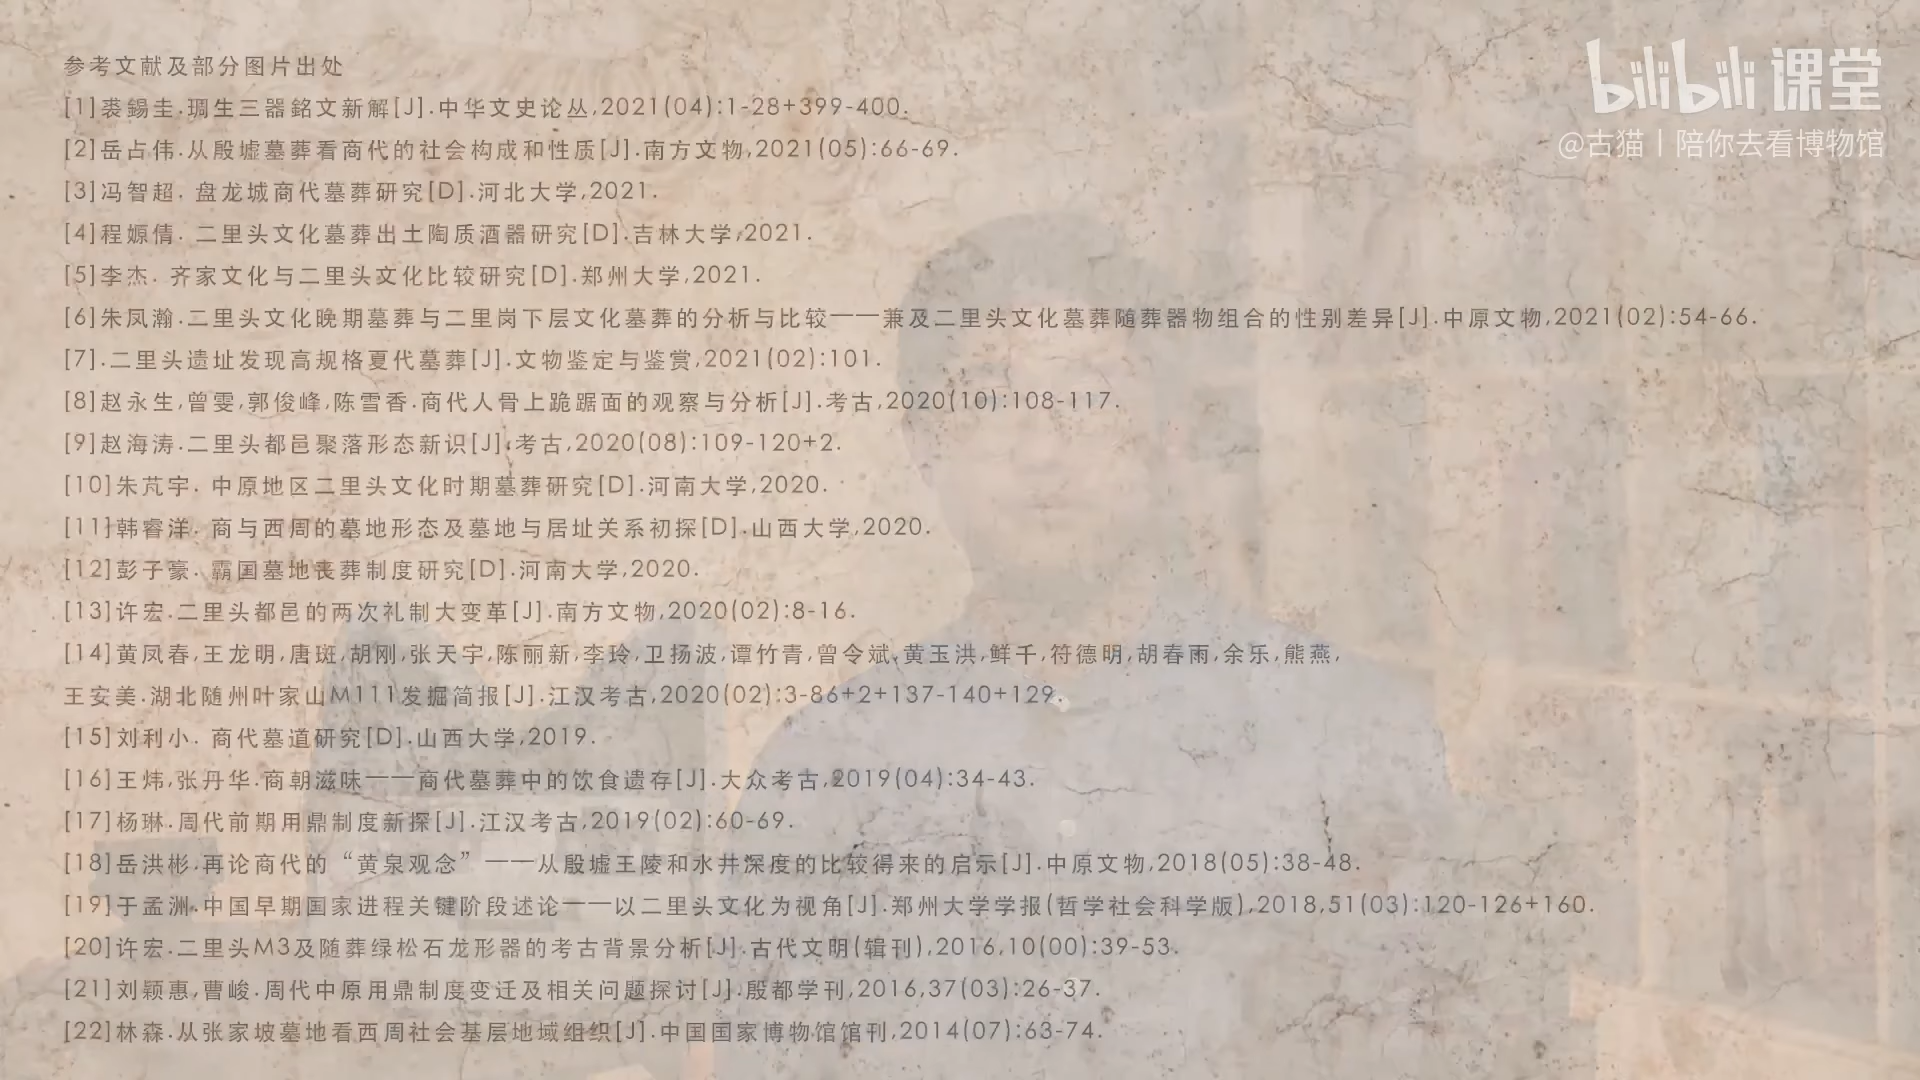 参考文献及部分图片出处
bilibili 课堂
[1]裘錫圭.琱生三器銘文新解[J].中华文史论丛,2021(04):1-28+399-400.
@古猫丨陪你去看博物馆
[2]岳占伟.从殷墟墓葬看商代的社会构成和性质[J].南方文物,2021(05):66-69.
[3]冯智超. 盘龙城商代墓葬研究[D].河北大学,2021.
[4]程嫄倩. 二里头文化墓葬出土陶质酒器研究[D].吉林大学,2021.
[5]李杰. 齐家文化与二里头文化比较研究[D].郑州大学,2021.
[6]朱凤瀚.二里头文化晚期墓葬与二里岗下层文化墓葬的分析与比较——兼及二里头文化墓葬随葬器物组合的性别差异[J].中原文物,2021(02):54-66.
[7].二里头遗址发现高规格夏代墓葬[J].文物鉴定与鉴赏,2021(02):101.
[8]赵永生,曾雯,郭俊峰,陈雪香.商代人骨上跪踞面的观察与分析[J].考古,2020(10):108-117.
[9]赵海涛.二里头都邑聚落形态新识[J].考古,2020(08):109-120+2.
[10]朱芃宇. 中原地区二里头文化时期墓葬研究[D].河南大学,2020.
[11]韩睿洋. 商与西周的墓地形态及墓地与居址关系初探[D].山西大学,2020.
[12]彭子豪. 霸国墓地丧葬制度研究[D].河南大学,2020.
[13]许宏.二里头都邑的两次礼制大变革[J].南方文物,2020(02):8-16.
[14]黄凤春,王龙明,唐斑,胡刚,张天宇,陈丽新,李玲,卫扬波,谭竹青,曾令斌,黄玉洪,鲜千,符德明,胡春雨,余乐,熊燕,
王安美.湖北随州叶家山M111发掘简报[J].江汉考古,2020(02):3-86+2+137-140+129.
[15]刘利小. 商代墓道研究[D].山西大学,2019.
[16]王炜,张丹华.商朝滋味——商代墓葬中的饮食遗存[J].大众考古,2019(04):34-43.
[17]杨琳.周代前期用鼎制度新探[J].江汉考古,2019(02):60-69.
[18]岳洪彬.再论商代的“黄泉观念”——从殷墟王陵和水井深度的比较得来的启示[J].中原文物,2018(05):38-48.
[19]于孟洲.中国早期国家进程关键阶段述论——以二里头文化为视角[J].郑州大学学报(哲学社会科学版),2018,51(03):120-126+160.
[20]许宏.二里头M3及随葬绿松石龙形器的考古背景分析[J].古代文明(辑刊),2016,10(00):39-53.
[21]刘颖惠,曹峻.周代中原用鼎制度变迁及相关问题探讨[J].殷都学刊,2016,37(03):26-37.
[22]林森.从张家坡墓地看西周社会基层地域组织[J].中国国家博物馆馆刊,2014(07):63-74.